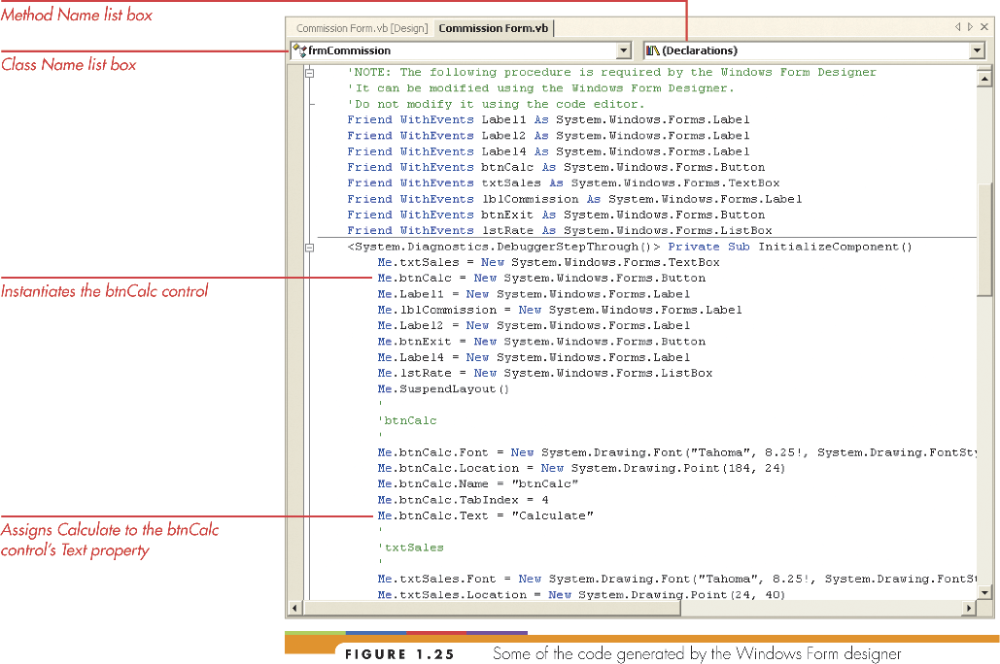 Method Name list box
Commission Form.vb [Design] Commission Form.vb
Class Name list box
frmCommission (Declarations)
'NOTE: The following procedure is required by the Windows Form Designer
'It can be modified using the Windows Form Designer.
'Do not modify it using the code editor.
Friend WithEvents Label1 As System.Windows.Forms.Label
Friend WithEvents Label2 As System.Windows.Forms.Label
Friend WithEvents Label4 As System.Windows.Forms.Label
Friend WithEvents btnCalc As System.Windows.Forms.Button
Friend WithEvents txtSales As System.Windows.Forms.TextBox
Friend WithEvents lblCommission As System.Windows.Forms.Label
Friend WithEvents btnExit As System.Windows.Forms.Button
Friend WithEvents lstRate As System.Windows.Forms.ListBox
<System.Diagnostics.DebuggerStepThrough()> Private Sub InitializeComponent()
Me.txtSales = New System.Windows.Forms.TextBox
Me.btnCalc = New System.Windows.Forms.Button
Instantiates the btnCalc control
Me.Label1 = New System.Windows.Forms.Label
Me.lblCommission = New System.Windows.Forms.Label
Me.Label2 = New System.Windows.Forms.Label
Me.btnExit = New System.Windows.Forms.Button
Me.Label4 = New System.Windows.Forms.Label
Me.lstRate = New System.Windows.Forms.ListBox
Me.SuspendLayout()
'
'btnCalc
'
Me.btnCalc.Font = New System.Drawing.Font("Tahoma", 8.25!, System.Drawing.FontSty
Me.btnCalc.Location = New System.Drawing.Point(184, 24)
Me.btnCalc.Name = "btnCalc"
Me.btnCalc.TabIndex = 4
Me.btnCalc.Text = "Calculate"
Assigns Calculate to the btnCalc
control's Text property
'
'txtSales
'
Me.txtSales.Font = New System.Drawing.Font("Tahoma", 8.25!, System.Drawing.FontSt
Me.txtSales.Location = New System.Drawing.Point(24, 40)
FIGURE 1.25 Some of the code generated by the Windows Form designer